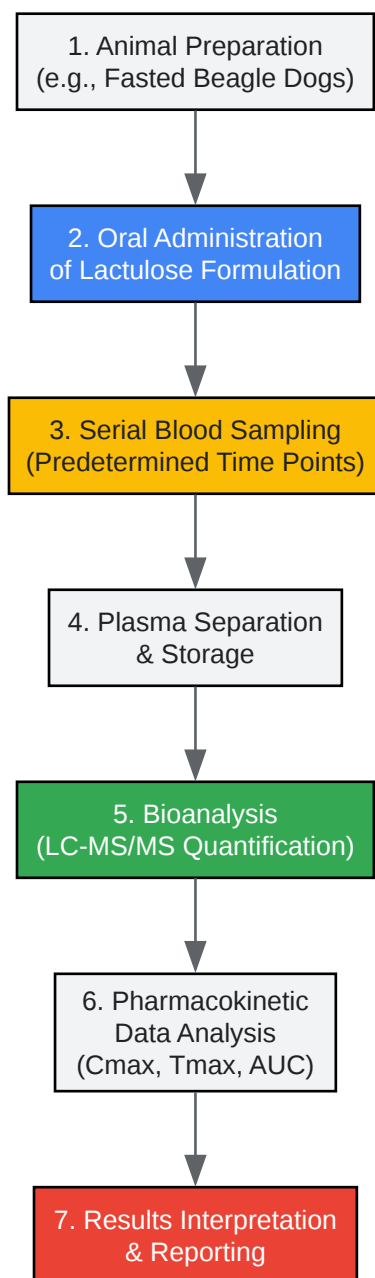 1. Animal Preparation
(e.g., Fasted Beagle Dogs)
2. Oral Administration
of Lactulose Formulation
3. Serial Blood Sampling
(Predetermined Time Points)
4. Plasma Separation
& Storage
5. Bioanalysis
(LC-MS/MS Quantification)
6. Pharmacokinetic
Data Analysis
(Cmax, Tmax, AUC)
7. Results Interpretation
& Reporting